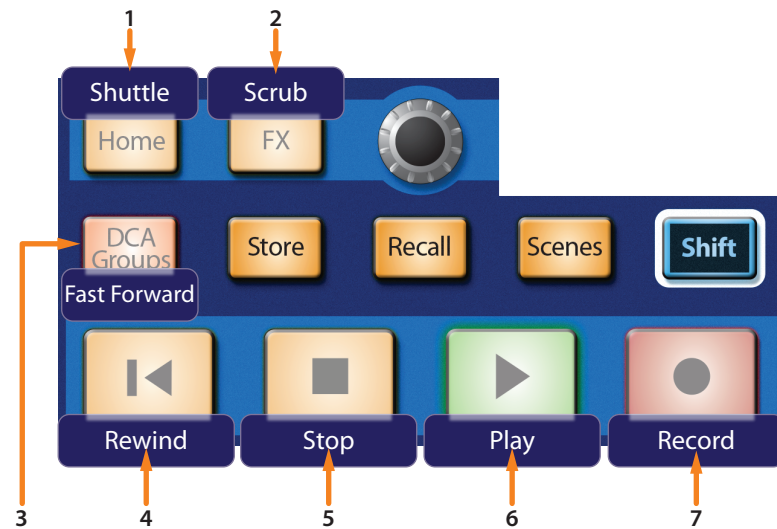 1 2
Shuttle Scrub
Home FX
DCA
Groups
Store Recall Scenes Shift
Fast Forward
Rewind Stop Play Record
3 4 5 6 7